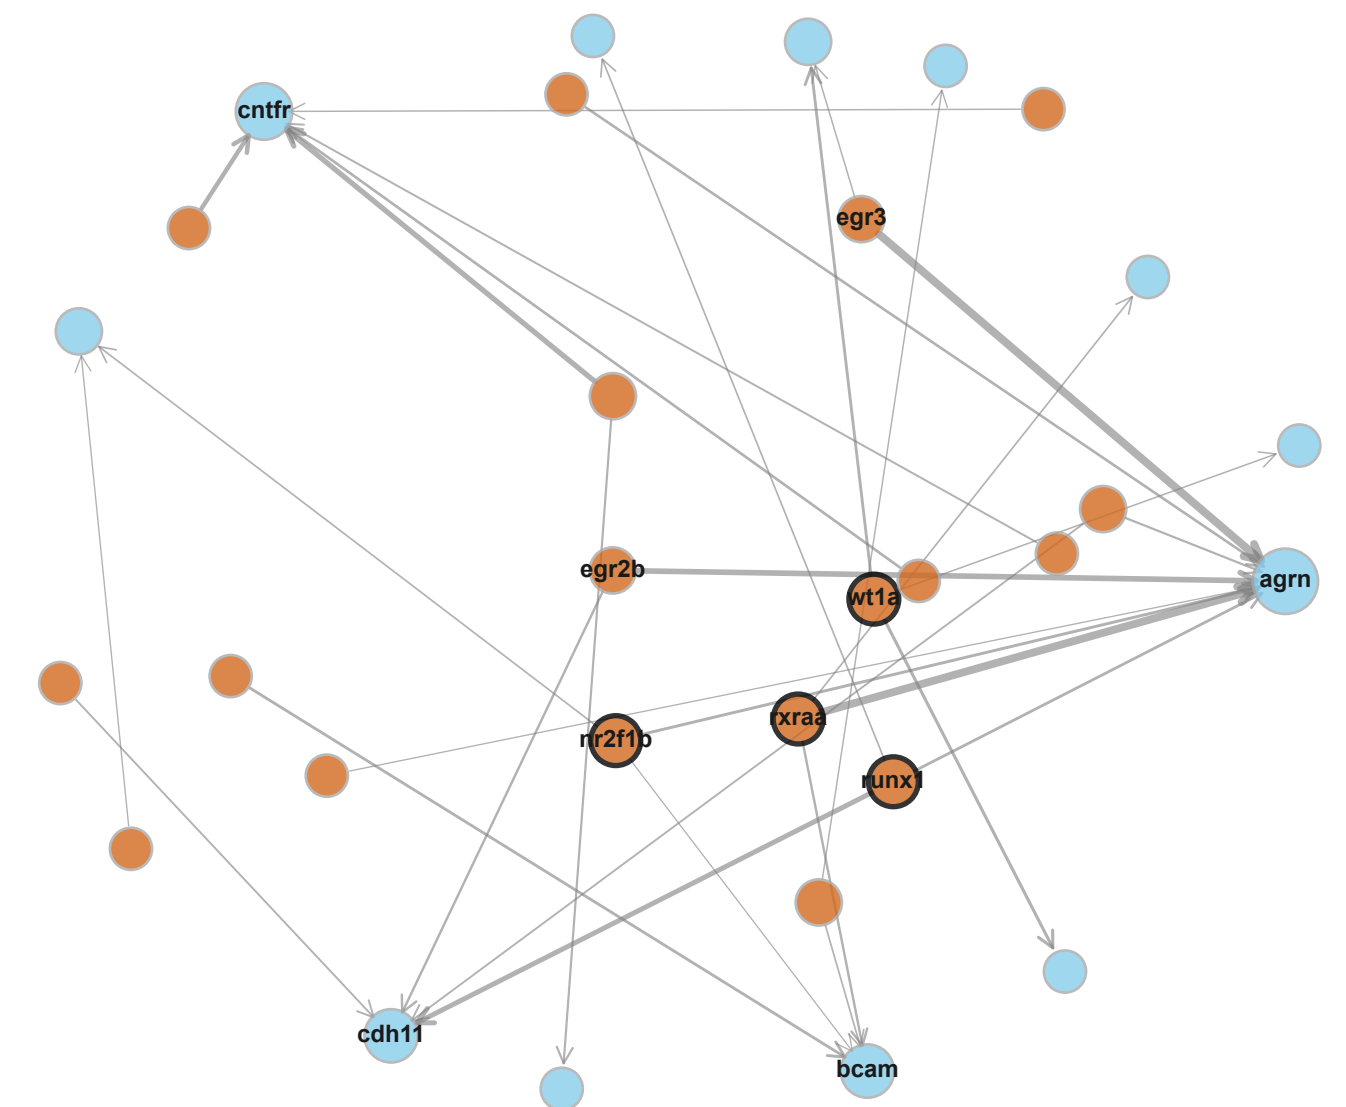 cntfr
egr3
egr2b
agrn
wt1a
rxraa
nr2f1b
runx1
cdh11
bcam